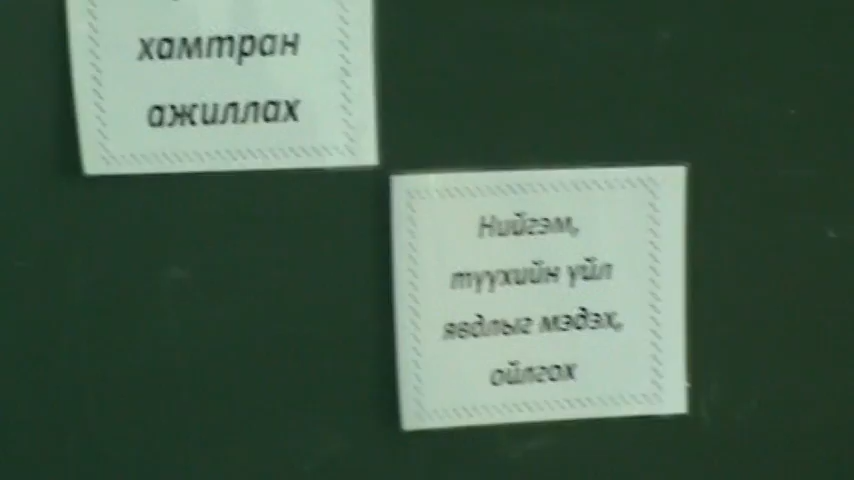 хамтран
ажиллах
Нийгэм,
түүхийн үйл
явдлыг мэдэх,
ойлгох